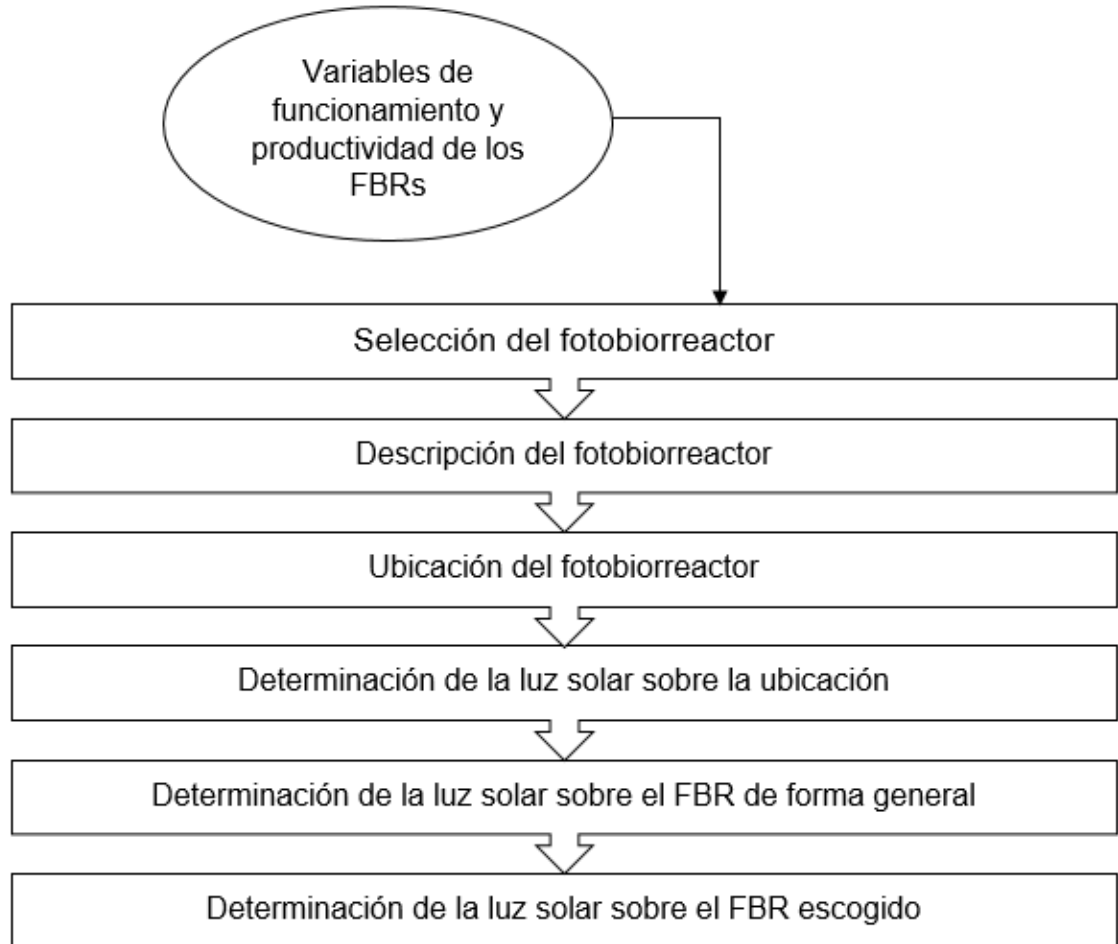 Variables de
funcionamiento y
productividad de los
FBRs
Selección del fotobiorreactor
Descripción del fotobiorreactor
Ubicación del fotobiorreactor
Determinación de la luz solar sobre la ubicación
Determinación de la luz solar sobre el FBR de forma general
Determinación de la luz solar sobre el FBR escogido